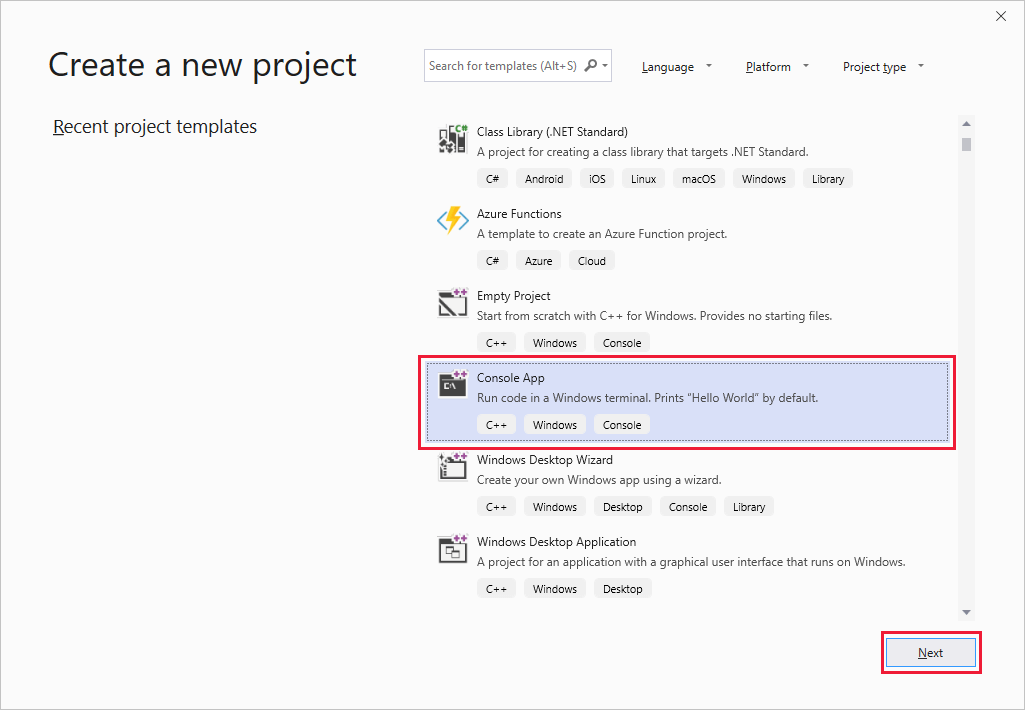 Create a new project
Search for templates (Alt+S)
Language
Platform
Project type
Recent project templates
C#
Class Library (.NET Standard)
A project for creating a class library that targets .NET Standard.
C# Android iOS Linux macOS Windows Library
Azure Functions
A template to create an Azure Function project.
C# Azure Cloud
++
Empty Project
Start from scratch with C++ for Windows. Provides no starting files.
C++ Windows Console
++
C:\
Console App
Run code in a Windows terminal. Prints “Hello World” by default.
C++ Windows Console
++
Windows Desktop Wizard
Create your own Windows app using a wizard.
C++ Windows Desktop Console Library
++
Windows Desktop Application
A project for an application with a graphical user interface that runs on Windows.
C++ Windows Desktop
Next